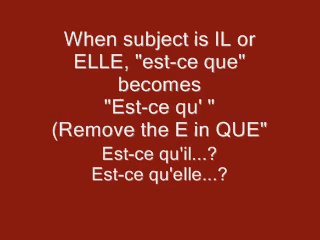 When subject is IL or
ELLE, "est-ce que"
becomes
"Est-ce qu' "
(Remove the E in QUE"
Est-ce qu'il...?
Est-ce qu'elle...?